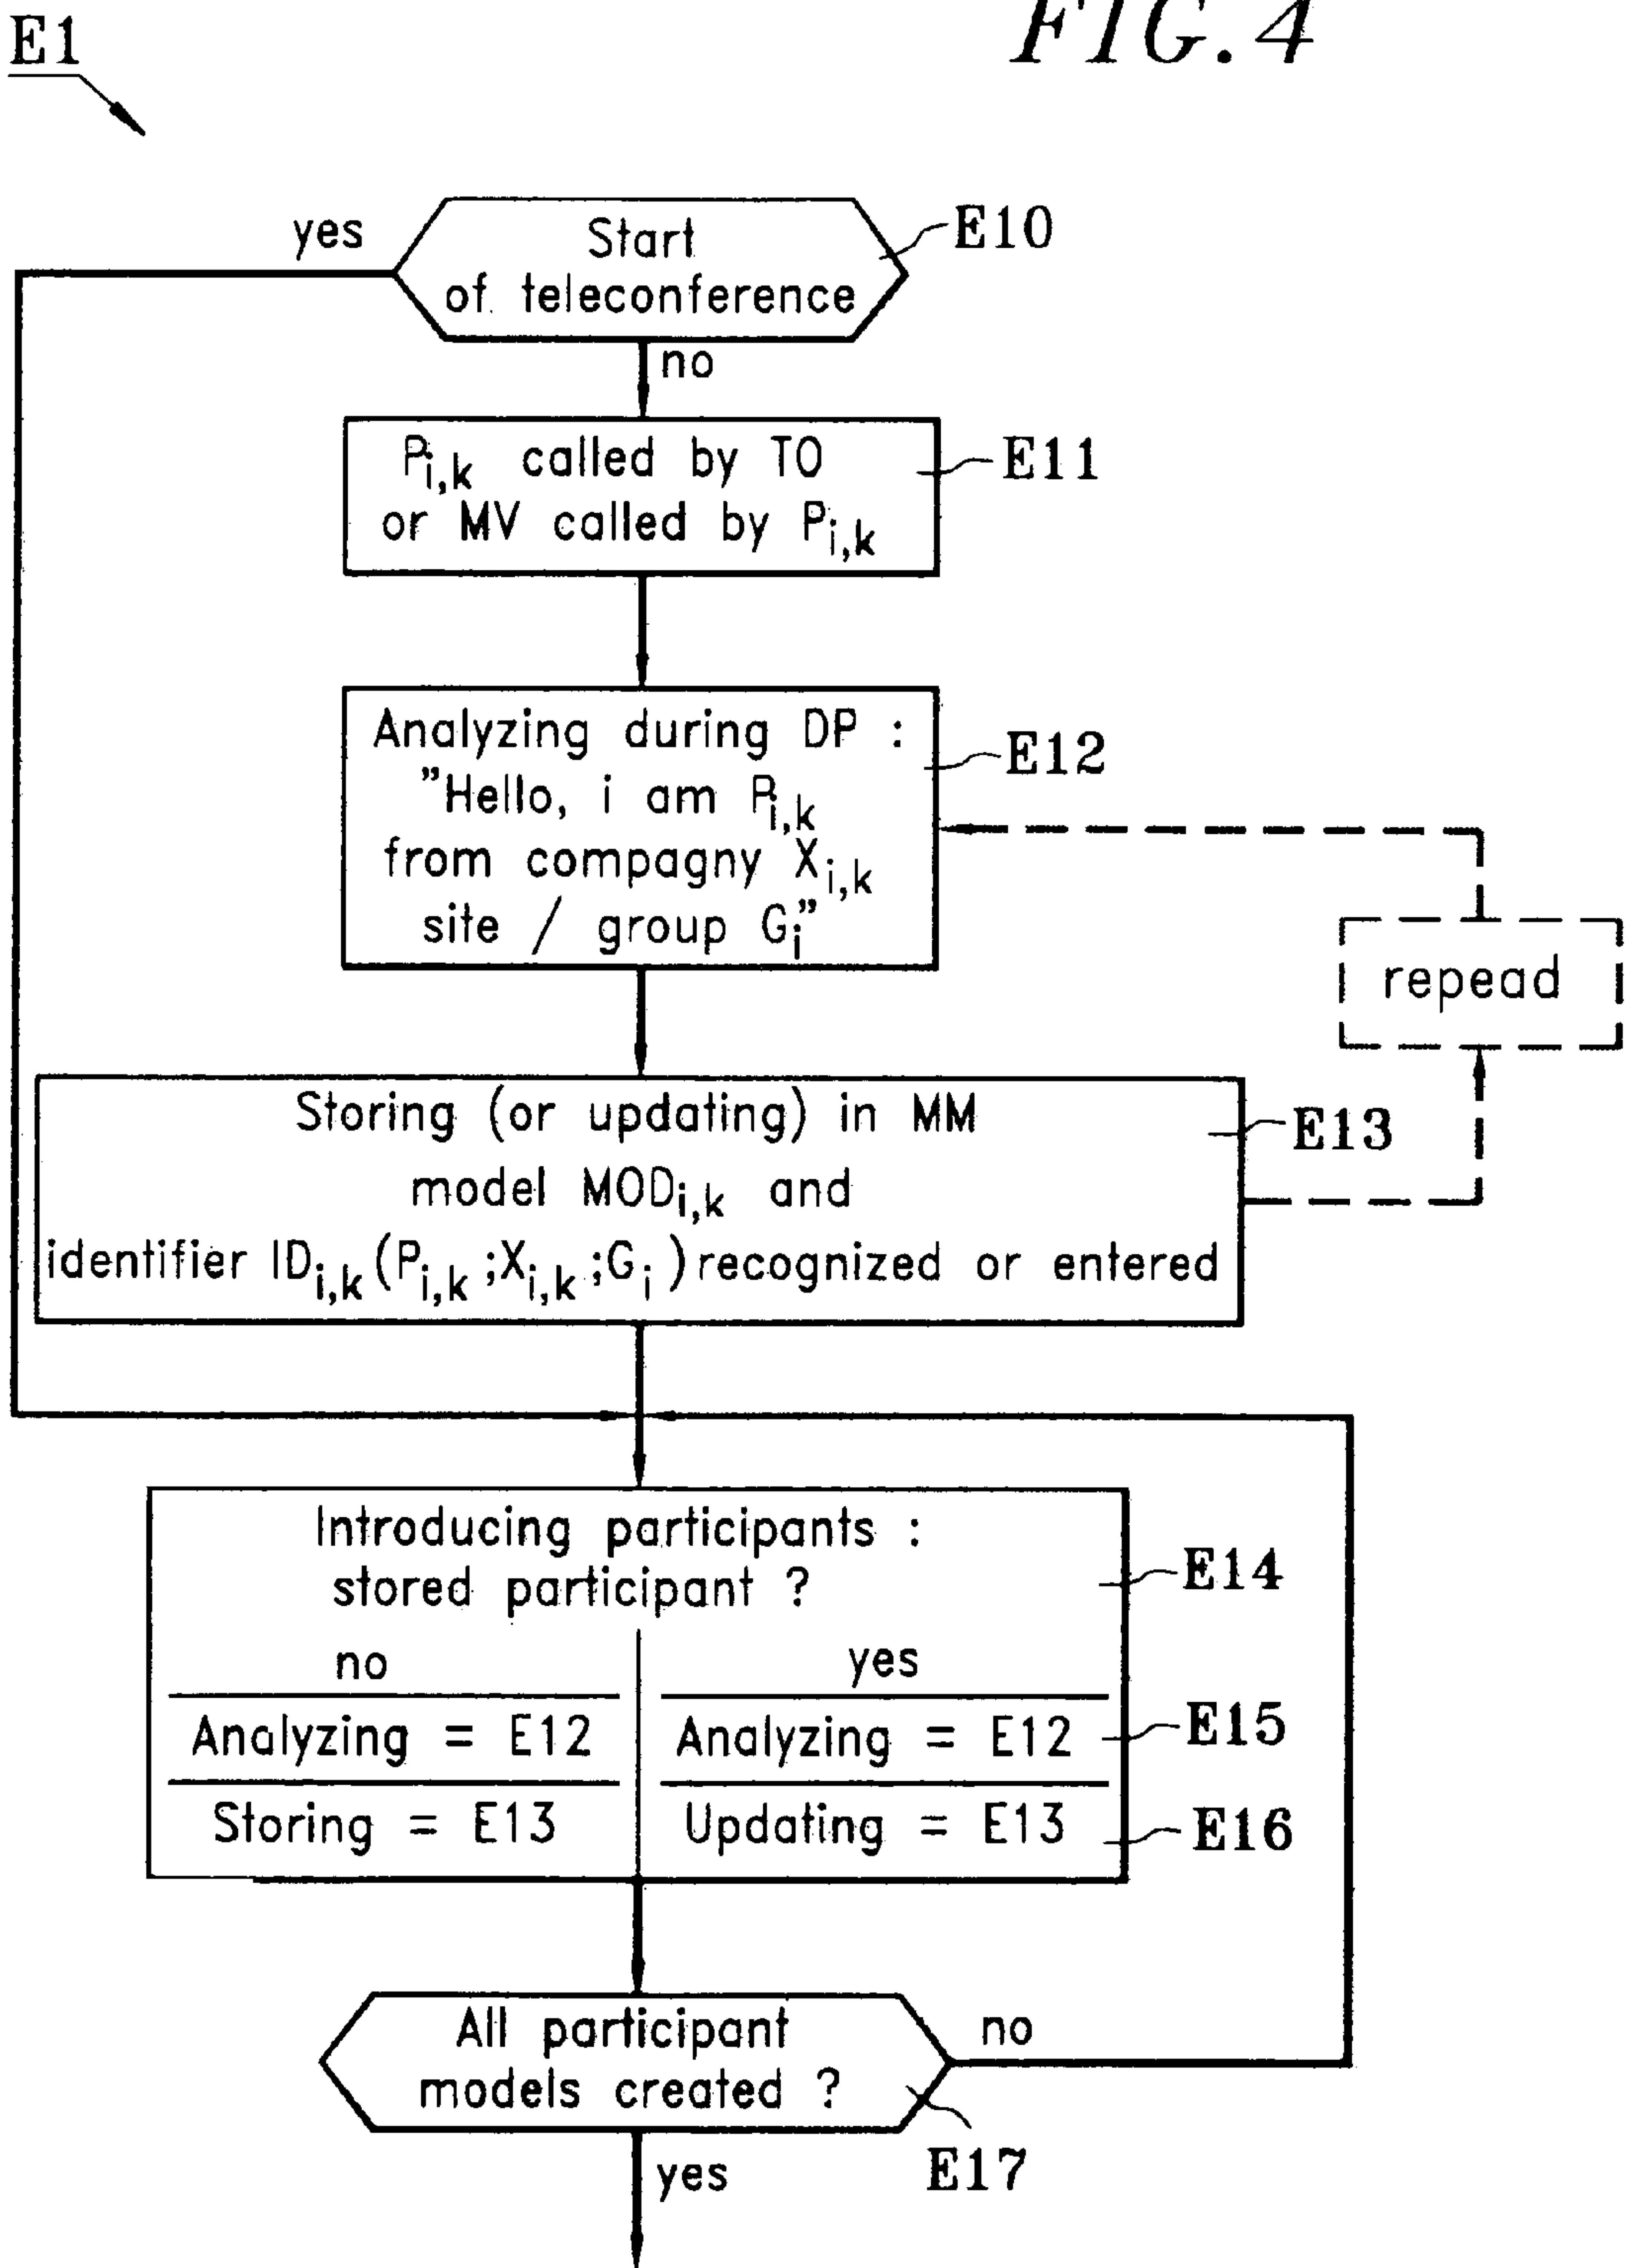 FIG. 4
E1
yes
Start
of teleconference
E10
no
Pi,k called by TO
or MV called by Pi,k
E11
Analyzing during DP :
"Hello, i am Pi,k
from compagny Xi,k
site / group Gi"
E12
repead
Storing (or updating) in MM
model MODi,k and
identifier IDi,k (Pi,k ;Xi,k ;Gi ) recognized or entered
E13
Introducing participants :
stored participant ?
E14
no
yes
Analyzing = E12
Analyzing = E12
E15
Storing = E13
Updating = E13
E16
All participant
models created ?
no
E17
yes